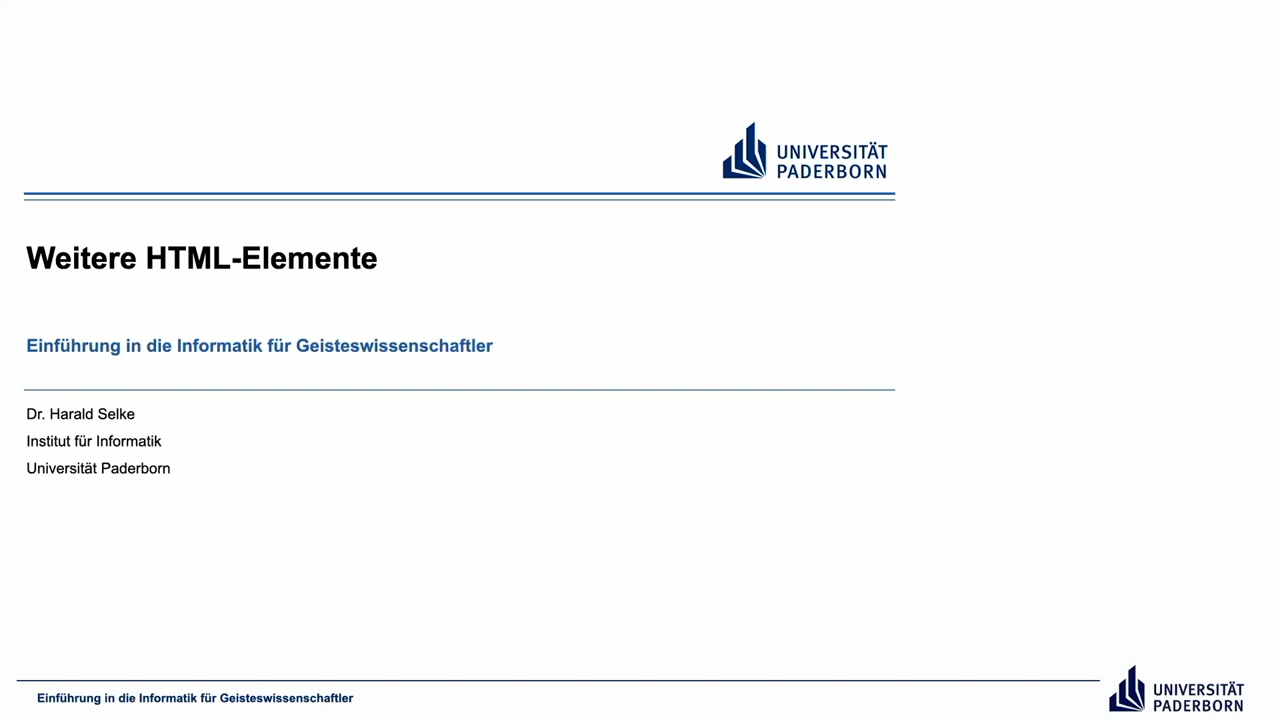 UNIVERSITÄT
PADERBORN
Weitere HTML-Elemente
Einführung in die Informatik für Geisteswissenschaftler
Dr. Harald Selke
Institut für Informatik
Universität Paderborn
Einführung in die Informatik für Geisteswissenschaftler
UNIVERSITÄT
PADERBORN